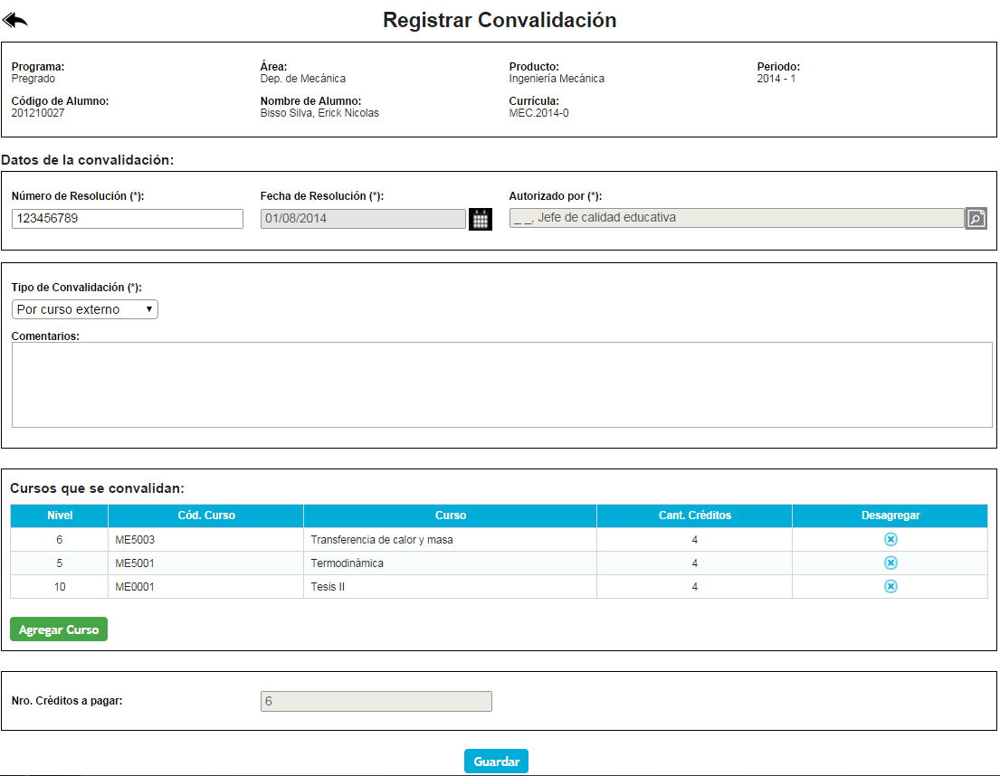 Registrar Convalidación
Programa: Área: Producto: Periodo:
Pregrado Dep. de Mecánica Ingeniería Mecánica 2014 - 1
Código de Alumno: Nombre de Alumno: Currícula:
201210027 Bisso Silva, Erick Nicolas MEC.2014-0
Datos de la convalidación:
Número de Resolución (*): Fecha de Resolución (*): Autorizado por (*):
123456789 01/08/2014 _ _, Jefe de calidad educativa
Tipo de Convalidación (*):
Por curso externo
Comentarios:
Cursos que se convalidan:
Nivel Cód. Curso Curso Cant. Créditos Desagregar
6 ME5003 Transferencia de calor y masa 4
5 ME5001 Termodinámica 4
10 ME0001 Tesis II 4
Agregar Curso
Nro. Créditos a pagar: 6
Guardar